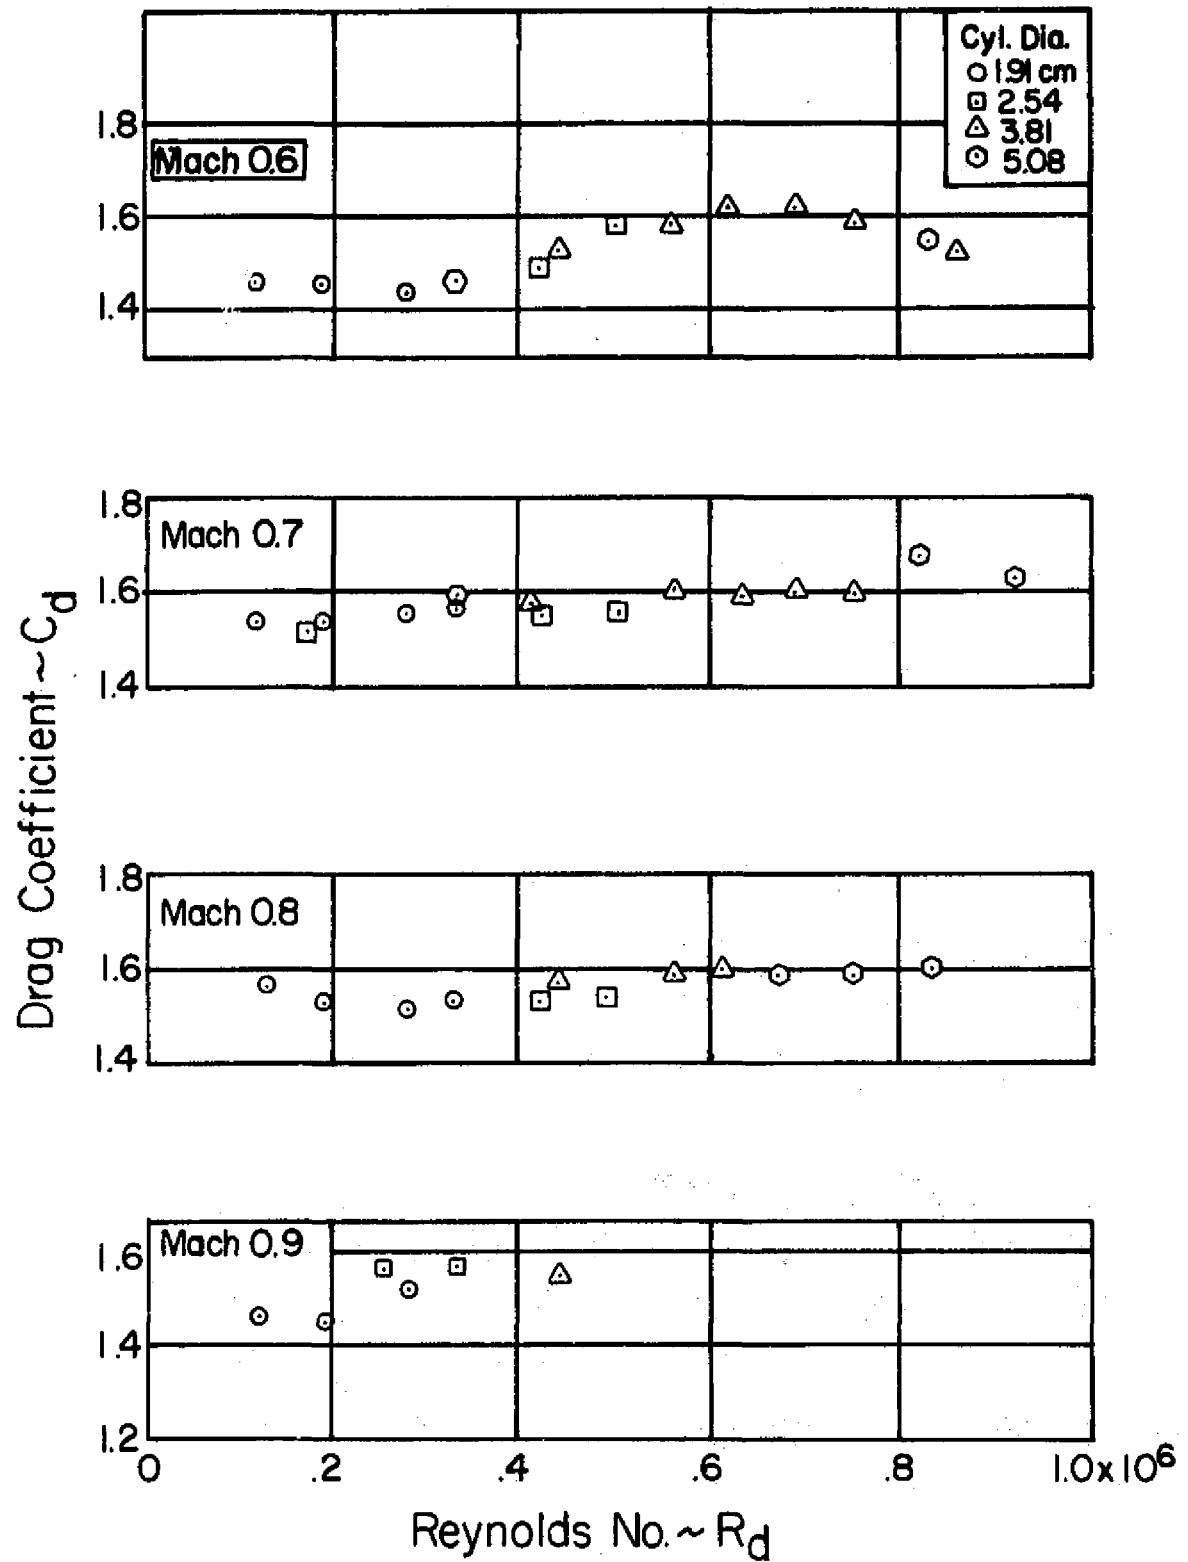 Cyl. Dia.
1.91 cm
2.54
3.81
5.08
1.8
Mach 0.6
1.6
1.4
1.8
Mach 0.7
1.6
1.4
Drag Coefficient ~ Cd
1.8
Mach 0.8
1.6
1.4
Mach 0.9
1.6
1.4
1.2
0 .2 .4 .6 .8 1.0 x 10⁶
Reynolds No. ~ Rd